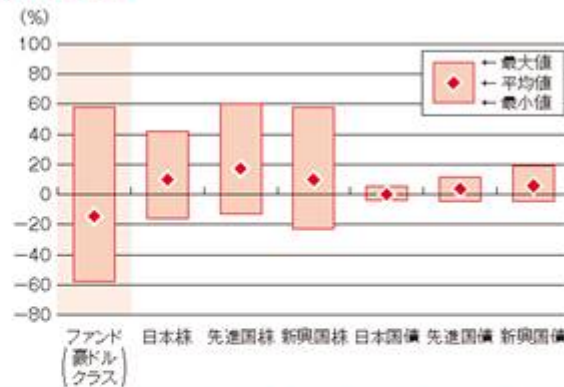 (%)
100
80
60
40
20
0
-20
-40
-60
-80
← 最大値
← 平均値
← 最小値
ファンド
(豪ドル
クラス)
日本株
先進国株
新興国株
日本国債
先進国債
新興国債